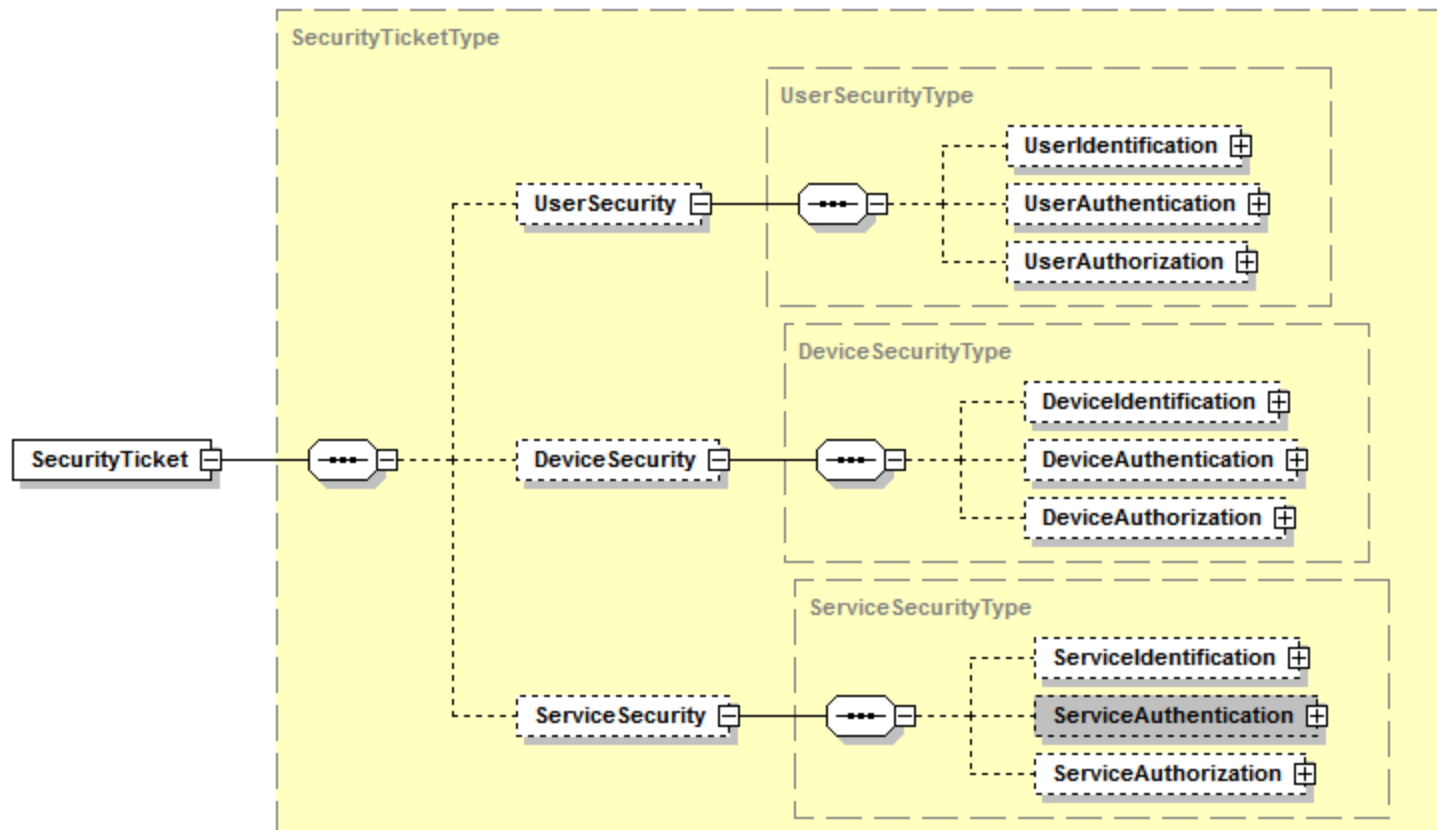 SecurityTicketType
UserSecurityType
UserIdentification
UserSecurity
UserAuthentication
UserAuthorization
DeviceSecurityType
DeviceIdentification
SecurityTicket
DeviceSecurity
DeviceAuthentication
DeviceAuthorization
ServiceSecurityType
ServiceIdentification
ServiceSecurity
ServiceAuthentication
ServiceAuthorization